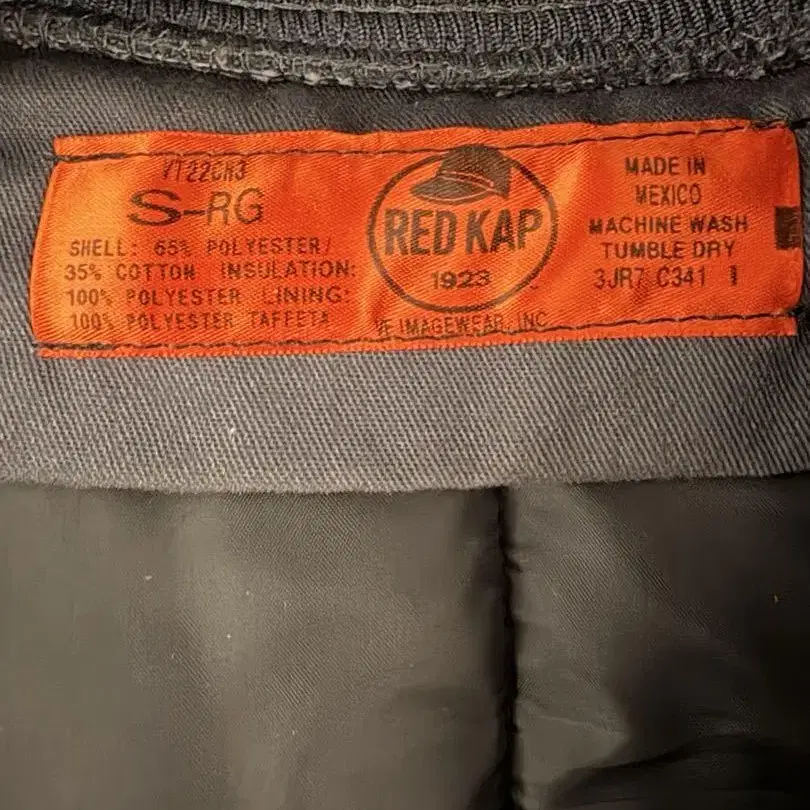 S-RG
SHELL: 65% POLYESTER/
35% COTTON INSULATION:
100% POLYESTER LINING:
100% POLYESTER TAFFETA
RED KAP
1923
VF IMAGEWEAR, INC
MADE IN
MEXICO
MACHINE WASH
TUMBLE DRY
3JR7 C341 1